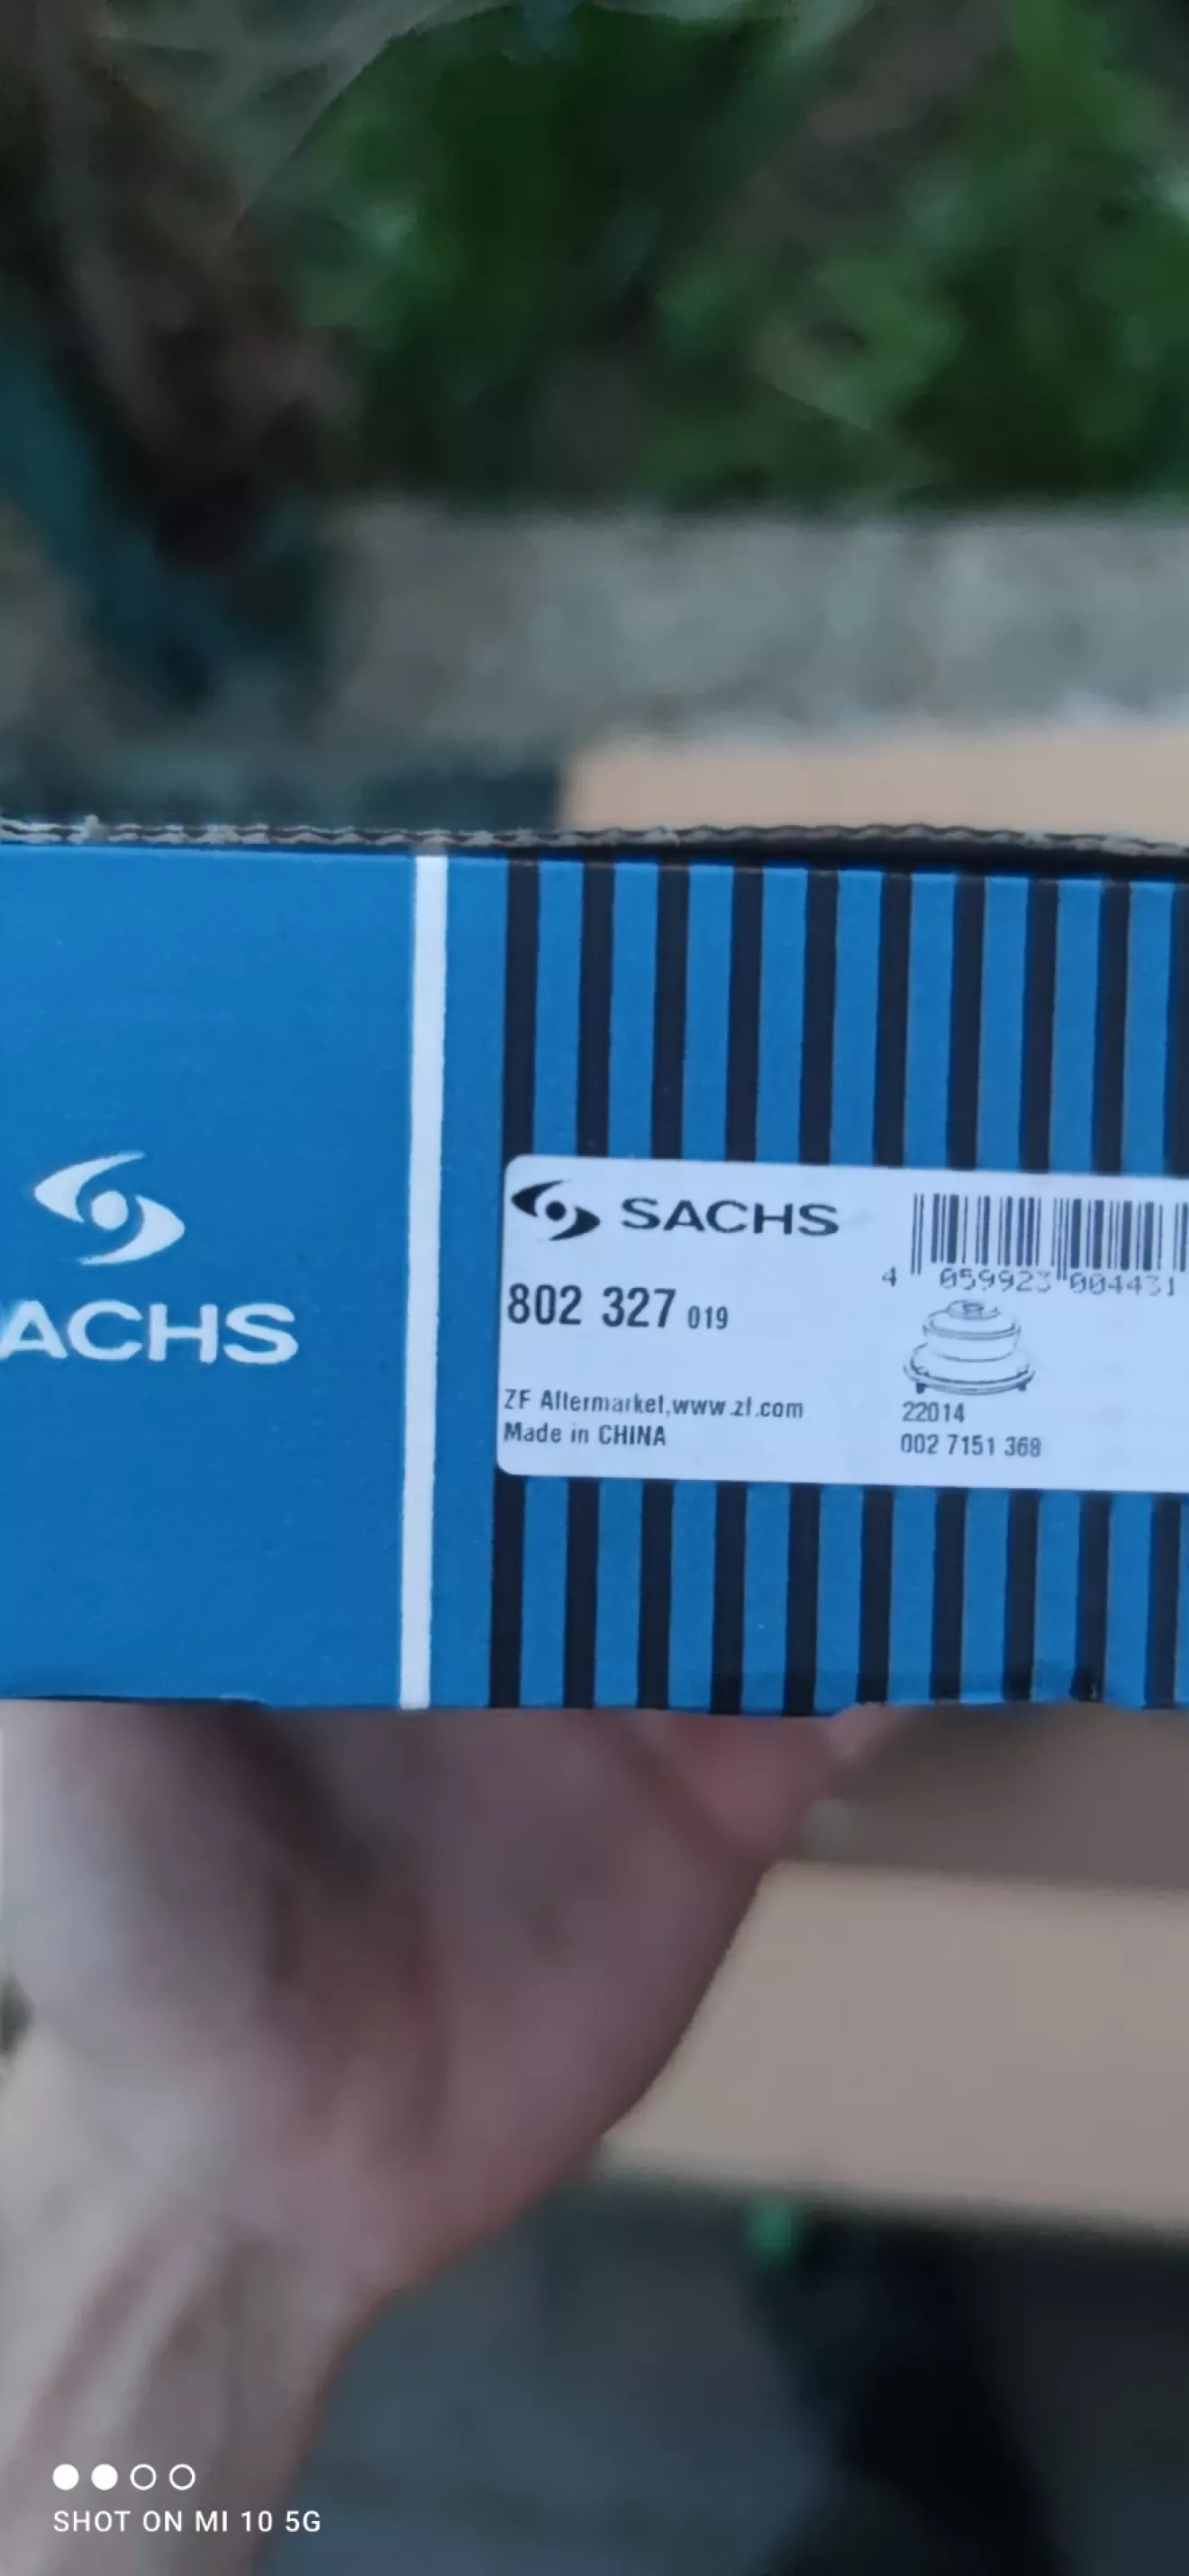 ACHS
SACHS
4 059923 004431
802 327 019
ZF Aftermarket,www.zf.com
Made in CHINA
22014
002 7151 368
SHOT ON MI 10 5G